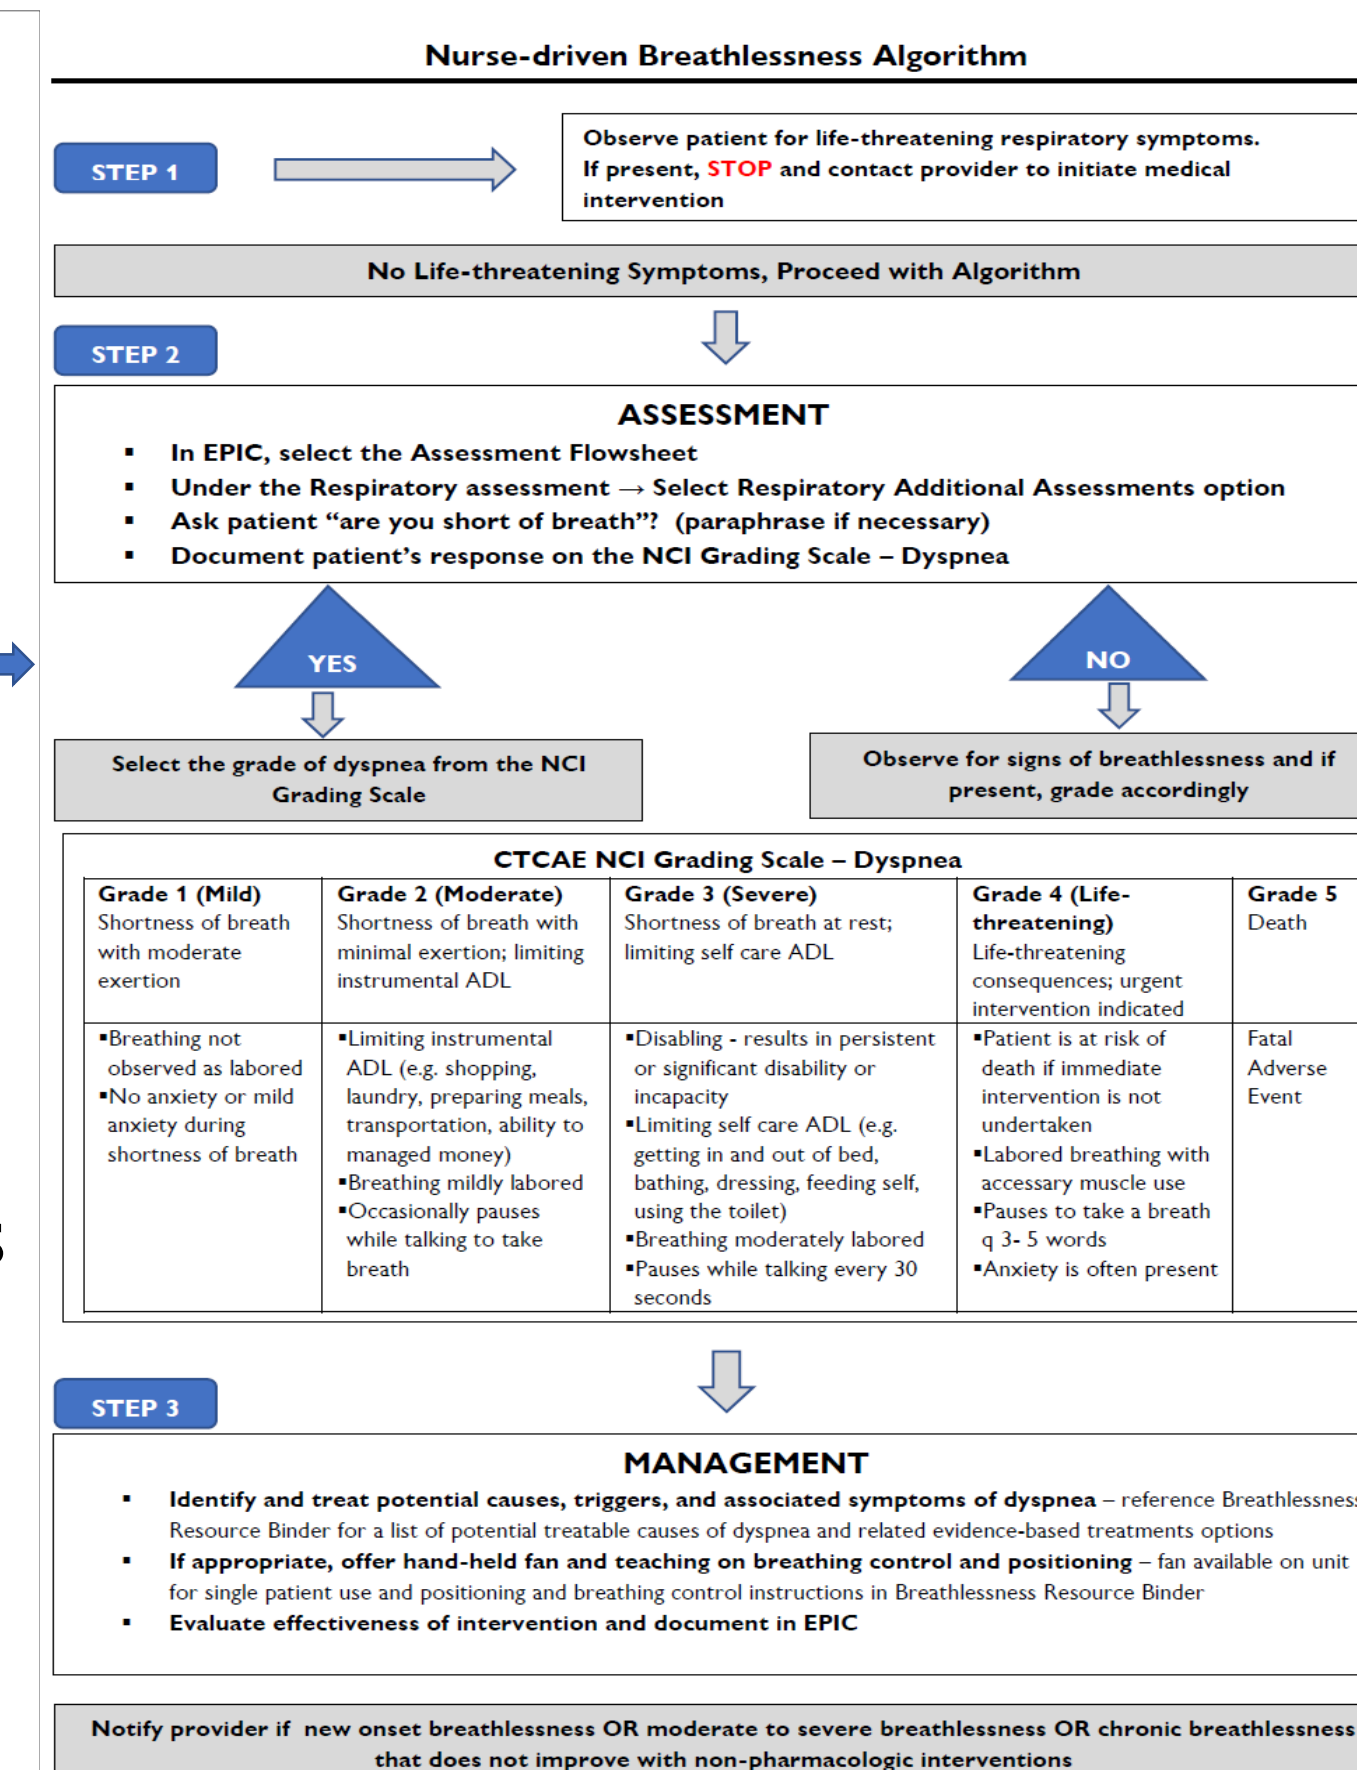 Nurse-driven Breathlessness Algorithm
STEP 1
Observe patient for life-threatening respiratory symptoms.
If present, STOP and contact provider to initiate medical
intervention
No Life-threatening Symptoms, Proceed with Algorithm
STEP 2
ASSESSMENT
▪ In EPIC, select the Assessment Flowsheet
▪ Under the Respiratory assessment → Select Respiratory Additional Assessments option
▪ Ask patient “are you short of breath”? (paraphrase if necessary)
▪ Document patient’s response on the NCI Grading Scale – Dyspnea
YES
NO
Select the grade of dyspnea from the NCI
Grading Scale
Observe for signs of breathlessness and if
present, grade accordingly
CTCAE NCI Grading Scale – Dyspnea
Grade 1 (Mild)
Shortness of breath
with moderate
exertion
Grade 2 (Moderate)
Shortness of breath with
minimal exertion; limiting
instrumental ADL
Grade 3 (Severe)
Shortness of breath at rest;
limiting self care ADL
Grade 4 (Life-
threatening)
Life-threatening
consequences; urgent
intervention indicated
Grade 5
Death
▪Breathing not
observed as labored
▪No anxiety or mild
anxiety during
shortness of breath
▪Limiting instrumental
ADL (e.g. shopping,
laundry, preparing meals,
transportation, ability to
managed money)
▪Breathing mildly labored
▪Occasionally pauses
while talking to take
breath
▪Disabling - results in persistent
or significant disability or
incapacity
▪Limiting self care ADL (e.g.
getting in and out of bed,
bathing, dressing, feeding self,
using the toilet)
▪Breathing moderately labored
▪Pauses while talking every 30
seconds
▪Patient is at risk of
death if immediate
intervention is not
undertaken
▪Labored breathing with
accessary muscle use
▪Pauses to take a breath
q 3- 5 words
▪Anxiety is often present
Fatal
Adverse
Event
STEP 3
MANAGEMENT
▪ Identify and treat potential causes, triggers, and associated symptoms of dyspnea – reference Breathlessness
Resource Binder for a list of potential treatable causes of dyspnea and related evidence-based treatments options
▪ If appropriate, offer hand-held fan and teaching on breathing control and positioning – fan available on unit
for single patient use and positioning and breathing control instructions in Breathlessness Resource Binder
▪ Evaluate effectiveness of intervention and document in EPIC
Notify provider if new onset breathlessness OR moderate to severe breathlessness OR chronic breathlessness
that does not improve with non-pharmacologic interventions